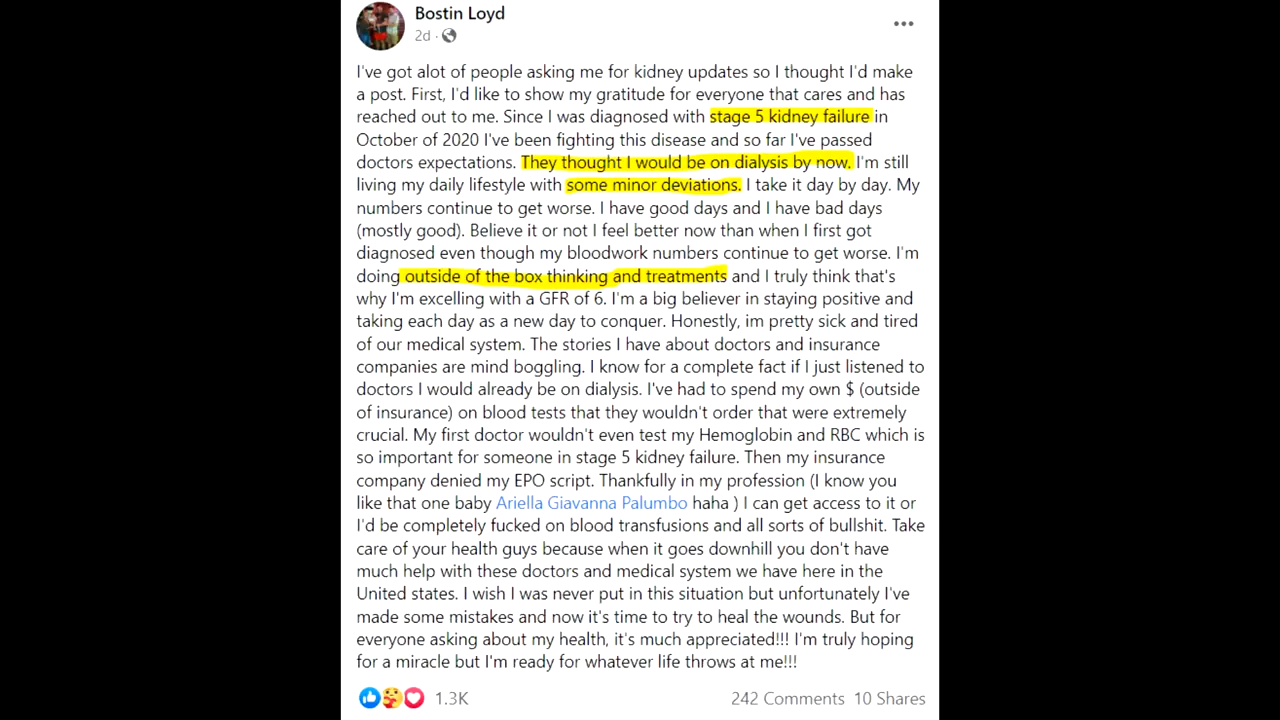 Bostin Loyd
2d ·
I've got alot of people asking me for kidney updates so I thought I'd make
a post. First, I'd like to show my gratitude for everyone that cares and has
reached out to me. Since I was diagnosed with stage 5 kidney failure in
October of 2020 I've been fighting this disease and so far I've passed
doctors expectations. They thought I would be on dialysis by now. I'm still
living my daily lifestyle with some minor deviations. I take it day by day. My
numbers continue to get worse. I have good days and I have bad days
(mostly good). Believe it or not I feel better now than when I first got
diagnosed even though my bloodwork numbers continue to get worse. I'm
doing outside of the box thinking and treatments and I truly think that's
why I'm excelling with a GFR of 6. I'm a big believer in staying positive and
taking each day as a new day to conquer. Honestly, im pretty sick and tired
of our medical system. The stories I have about doctors and insurance
companies are mind boggling. I know for a complete fact if I just listened to
doctors I would already be on dialysis. I've had to spend my own $ (outside
of insurance) on blood tests that they wouldn't order that were extremely
crucial. My first doctor wouldn't even test my Hemoglobin and RBC which is
so important for someone in stage 5 kidney failure. Then my insurance
company denied my EPO script. Thankfully in my profession (I know you
like that one baby Ariella Giavanna Palumbo haha ) I can get access to it or
I'd be completely fucked on blood transfusions and all sorts of bullshit. Take
care of your health guys because when it goes downhill you don't have
much help with these doctors and medical system we have here in the
United states. I wish I was never put in this situation but unfortunately I've
made some mistakes and now it's time to try to heal the wounds. But for
everyone asking about my health, it's much appreciated!!! I'm truly hoping
for a miracle but I'm ready for whatever life throws at me!!!
1.3K 242 Comments 10 Shares